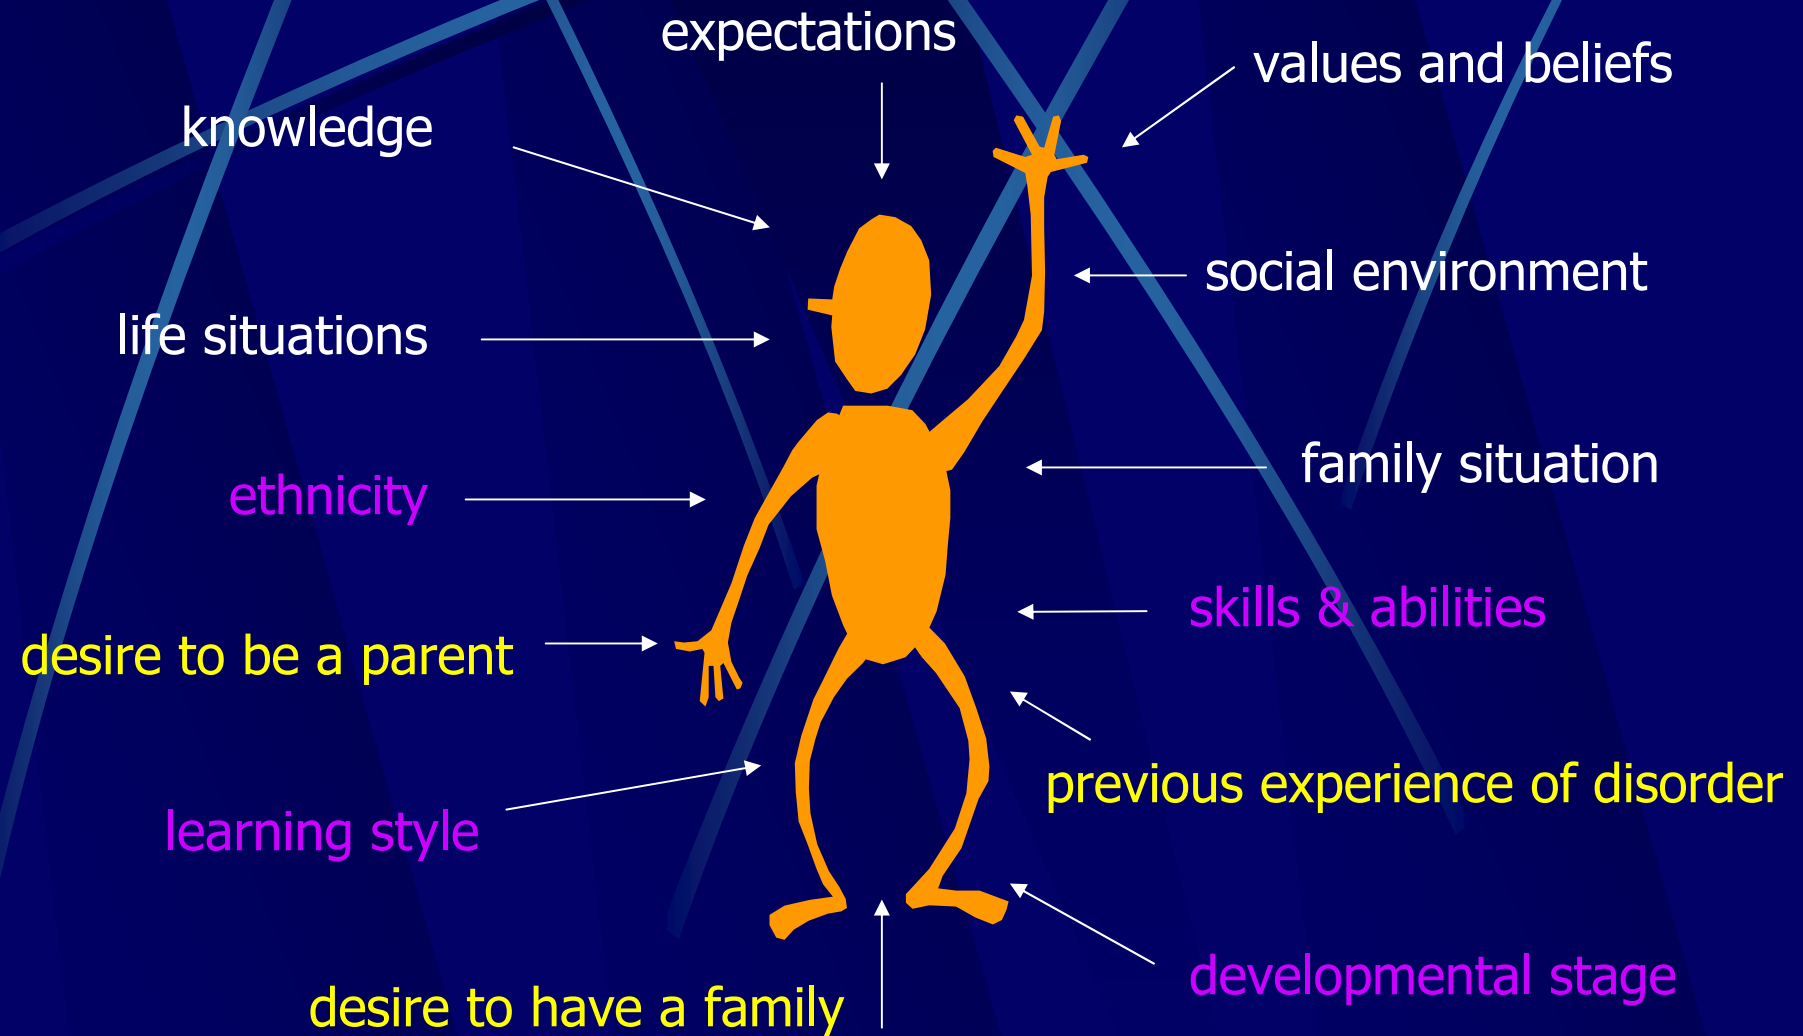 expectations
values and beliefs
knowledge
social environment
life situations
family situation
ethnicity
skills & abilities
desire to be a parent
previous experience of disorder
learning style
developmental stage
desire to have a family